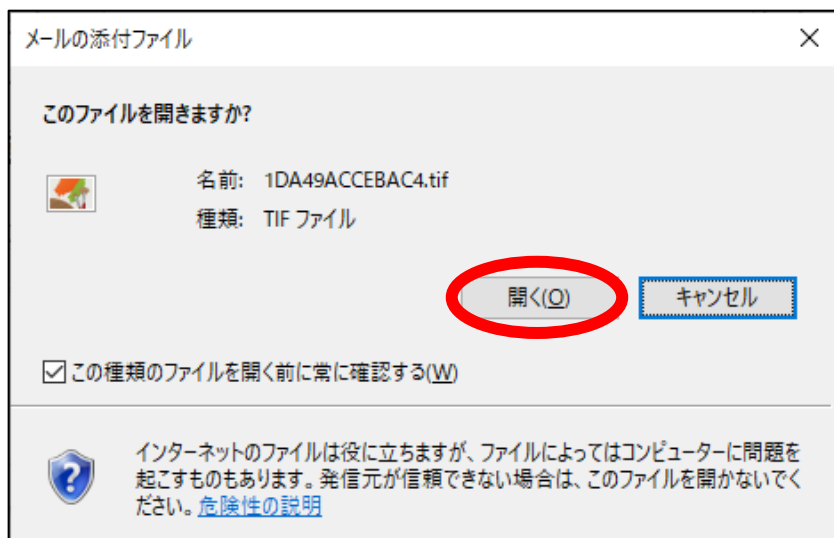 メールの添付ファイル
このファイルを開きますか?
名前: 1DA49ACCEBAC4.tif
種類: TIF ファイル
開く(O) キャンセル
この種類のファイルを開く前に常に確認する(W)
インターネットのファイルは役に立ちますが、ファイルによってはコンピューターに問題を
起こすものもあります。発信元が信頼できない場合は、このファイルを開かないでく
ださい。危険性の説明